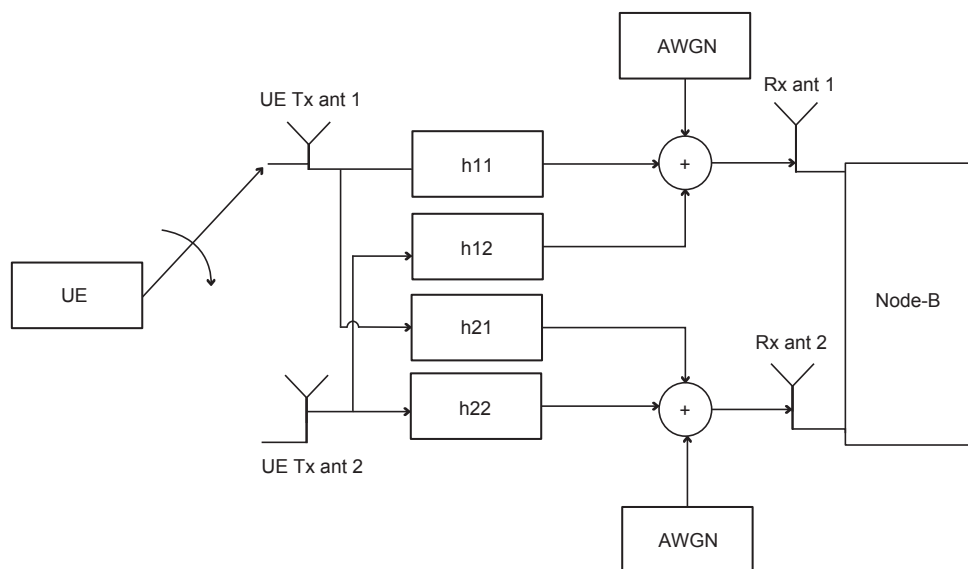 AWGN
UE Tx ant 1
Rx ant 1
h11
+
h12
UE
Node-B
h21
Rx ant 2
h22
+
UE Tx ant 2
AWGN